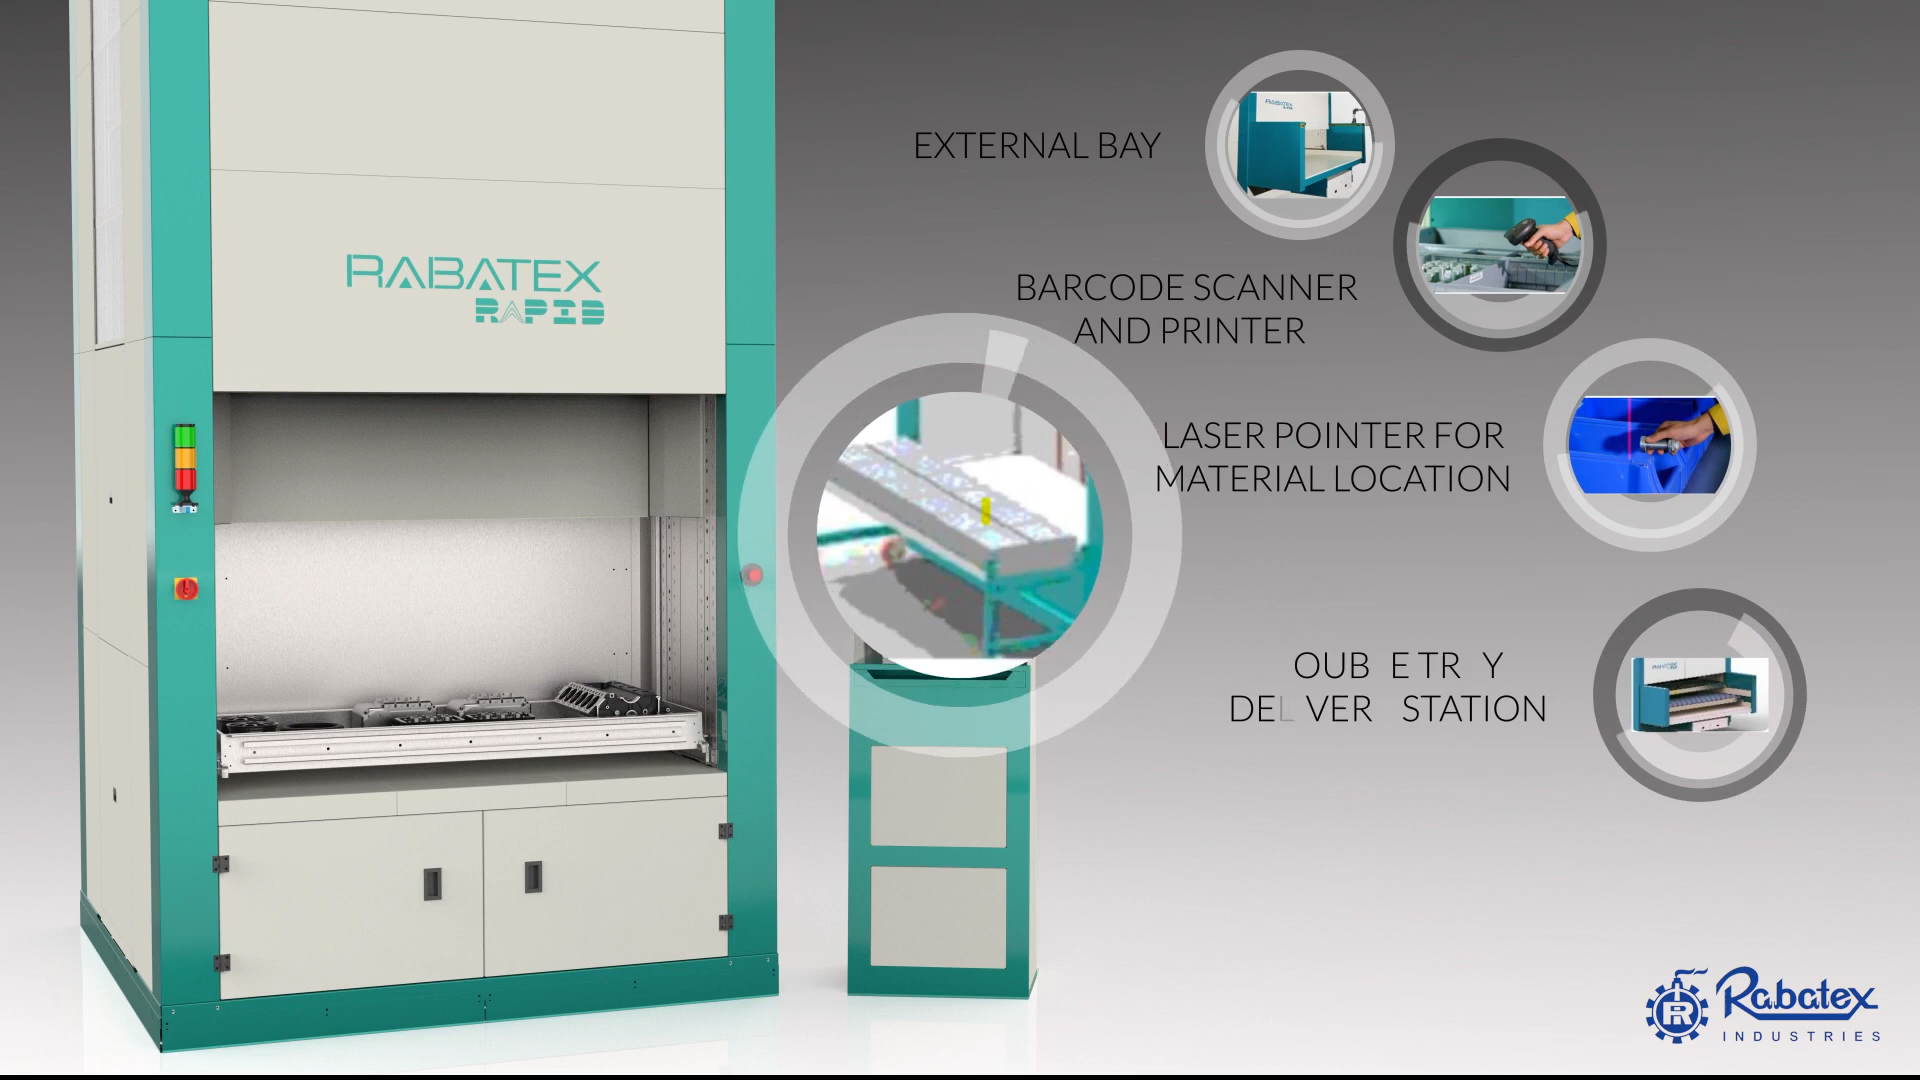 RABATEX
RAPID
EXTERNAL BAY
BARCODE SCANNER
AND PRINTER
LASER POINTER FOR
MATERIAL LOCATION
OUB E TR Y
DEL VER STATION
Rabatex
INDUSTRIES